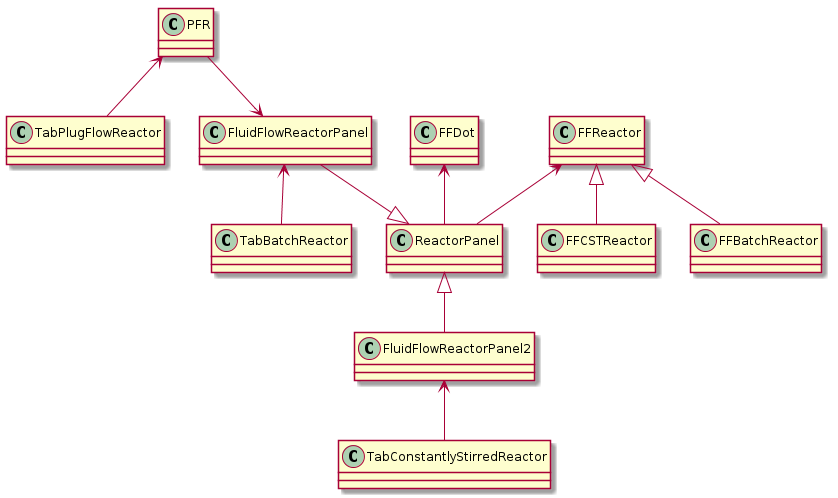 C PFR
C TabPlugFlowReactor
C FluidFlowReactorPanel
C FFDot
C FFReactor
C TabBatchReactor
C ReactorPanel
C FFCSTReactor
C FFBatchReactor
C FluidFlowReactorPanel2
C TabConstantlyStirredReactor